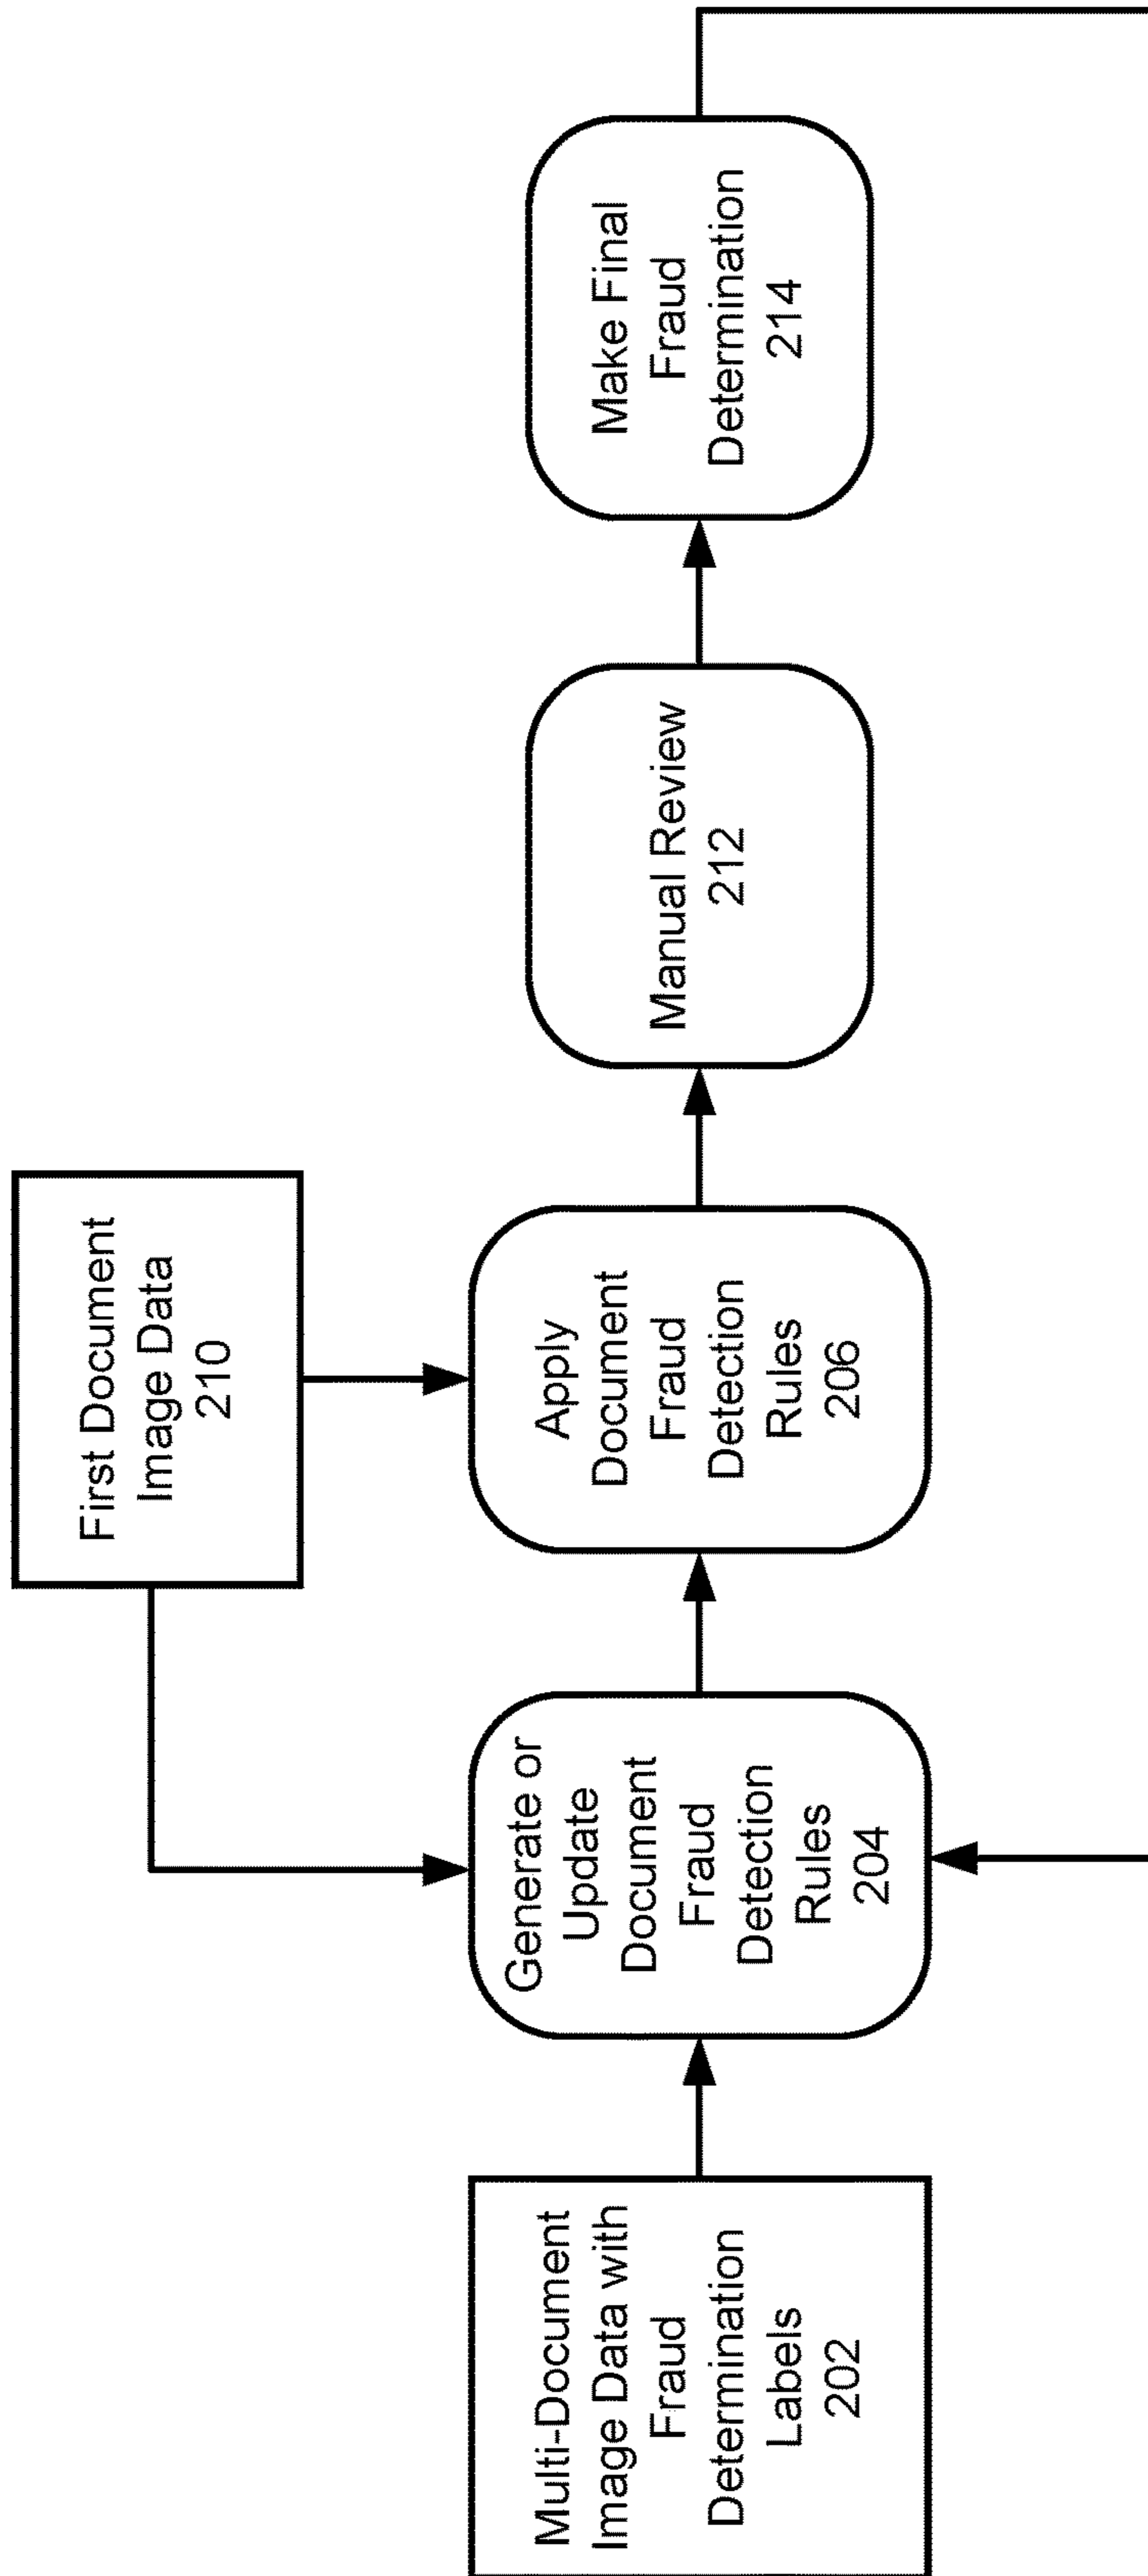 First Document
Image Data
210
Multi-Document
Image Data with
Fraud
Determination
Labels
202
Generate or
Update
Document
Fraud
Detection
Rules
204
Apply
Document
Fraud
Detection
Rules
206
Manual Review
212
Make Final
Fraud
Determination
214